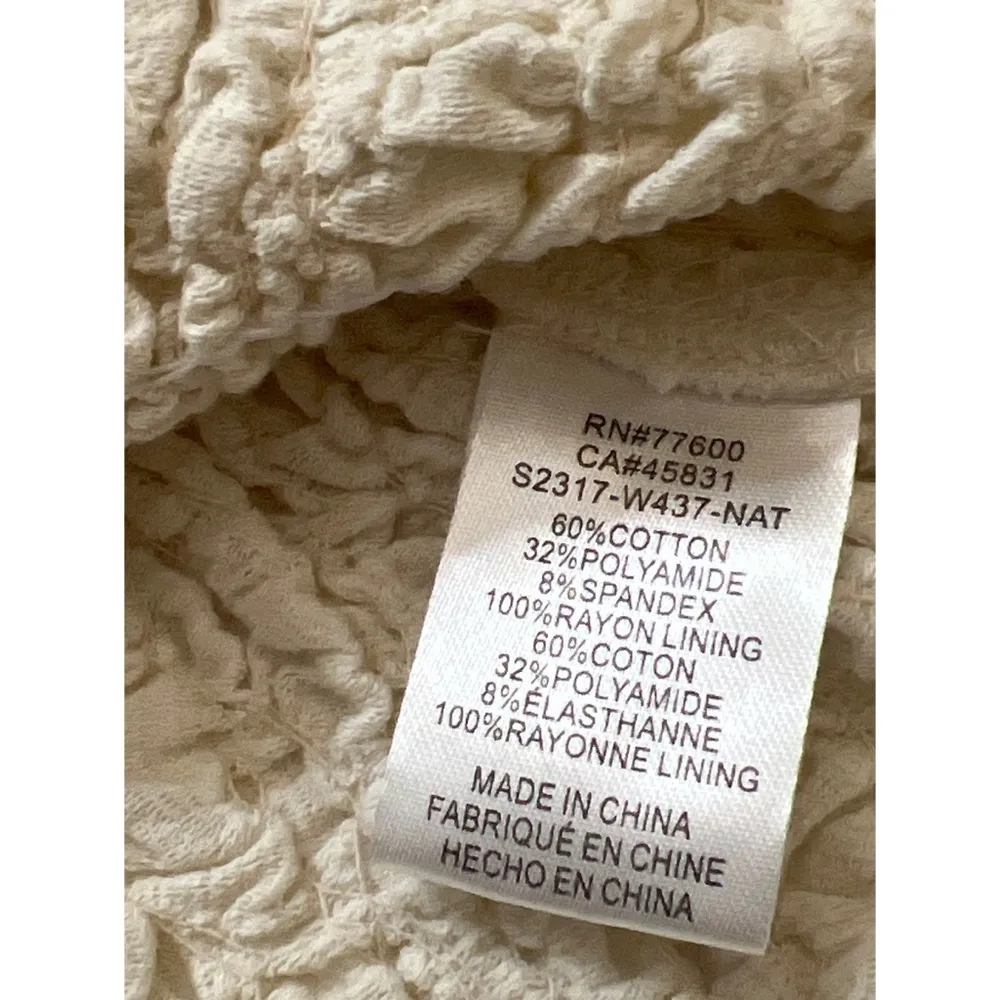 RN#77600
CA#45831
S2317-W437-NAT
60%COTTON
32%POLYAMIDE
8%SPANDEX
100%RAYON LINING
60%COTON
32%POLYAMIDE
8%ÉLASTHANNE
100%RAYONNE LINING
MADE IN CHINA
FABRIQUÉ EN CHINE
HECHO EN CHINA